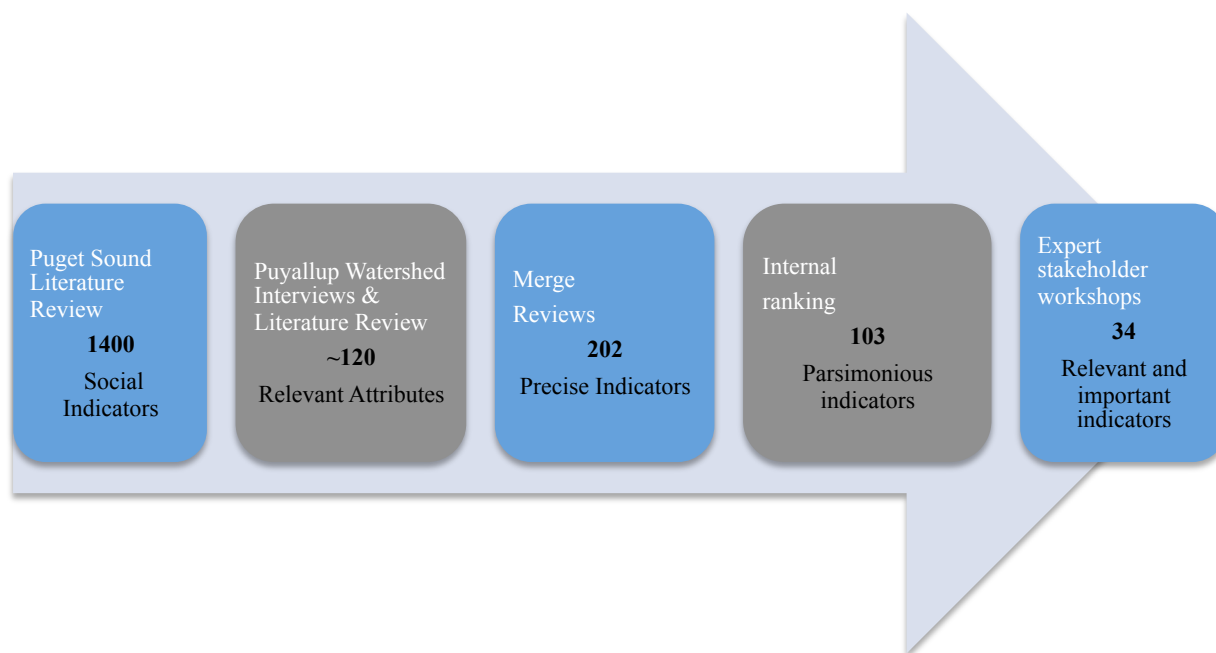 Puget Sound
Literature
Review
1400
Social
Indicators
Puyallup Watershed
Interviews &
Literature Review
~120
Relevant Attributes
Merge
Reviews
202
Precise Indicators
Internal
ranking
103
Parsimonious
indicators
Expert
stakeholder
workshops
34
Relevant and
important
indicators